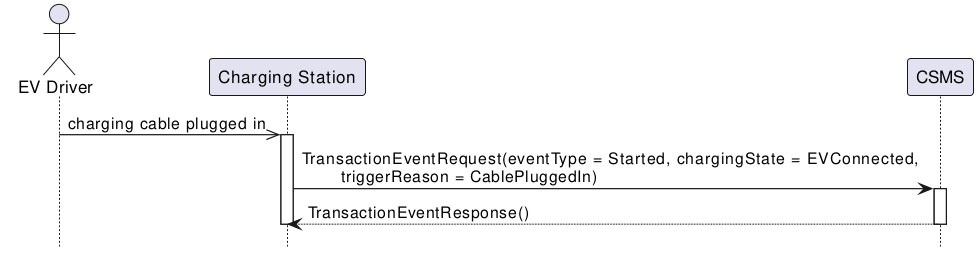 EV Driver
Charging Station
CSMS
charging cable plugged in
TransactionEventRequest(eventType = Started, chargingState = EVConnected,
triggerReason = CablePluggedIn)
TransactionEventResponse()